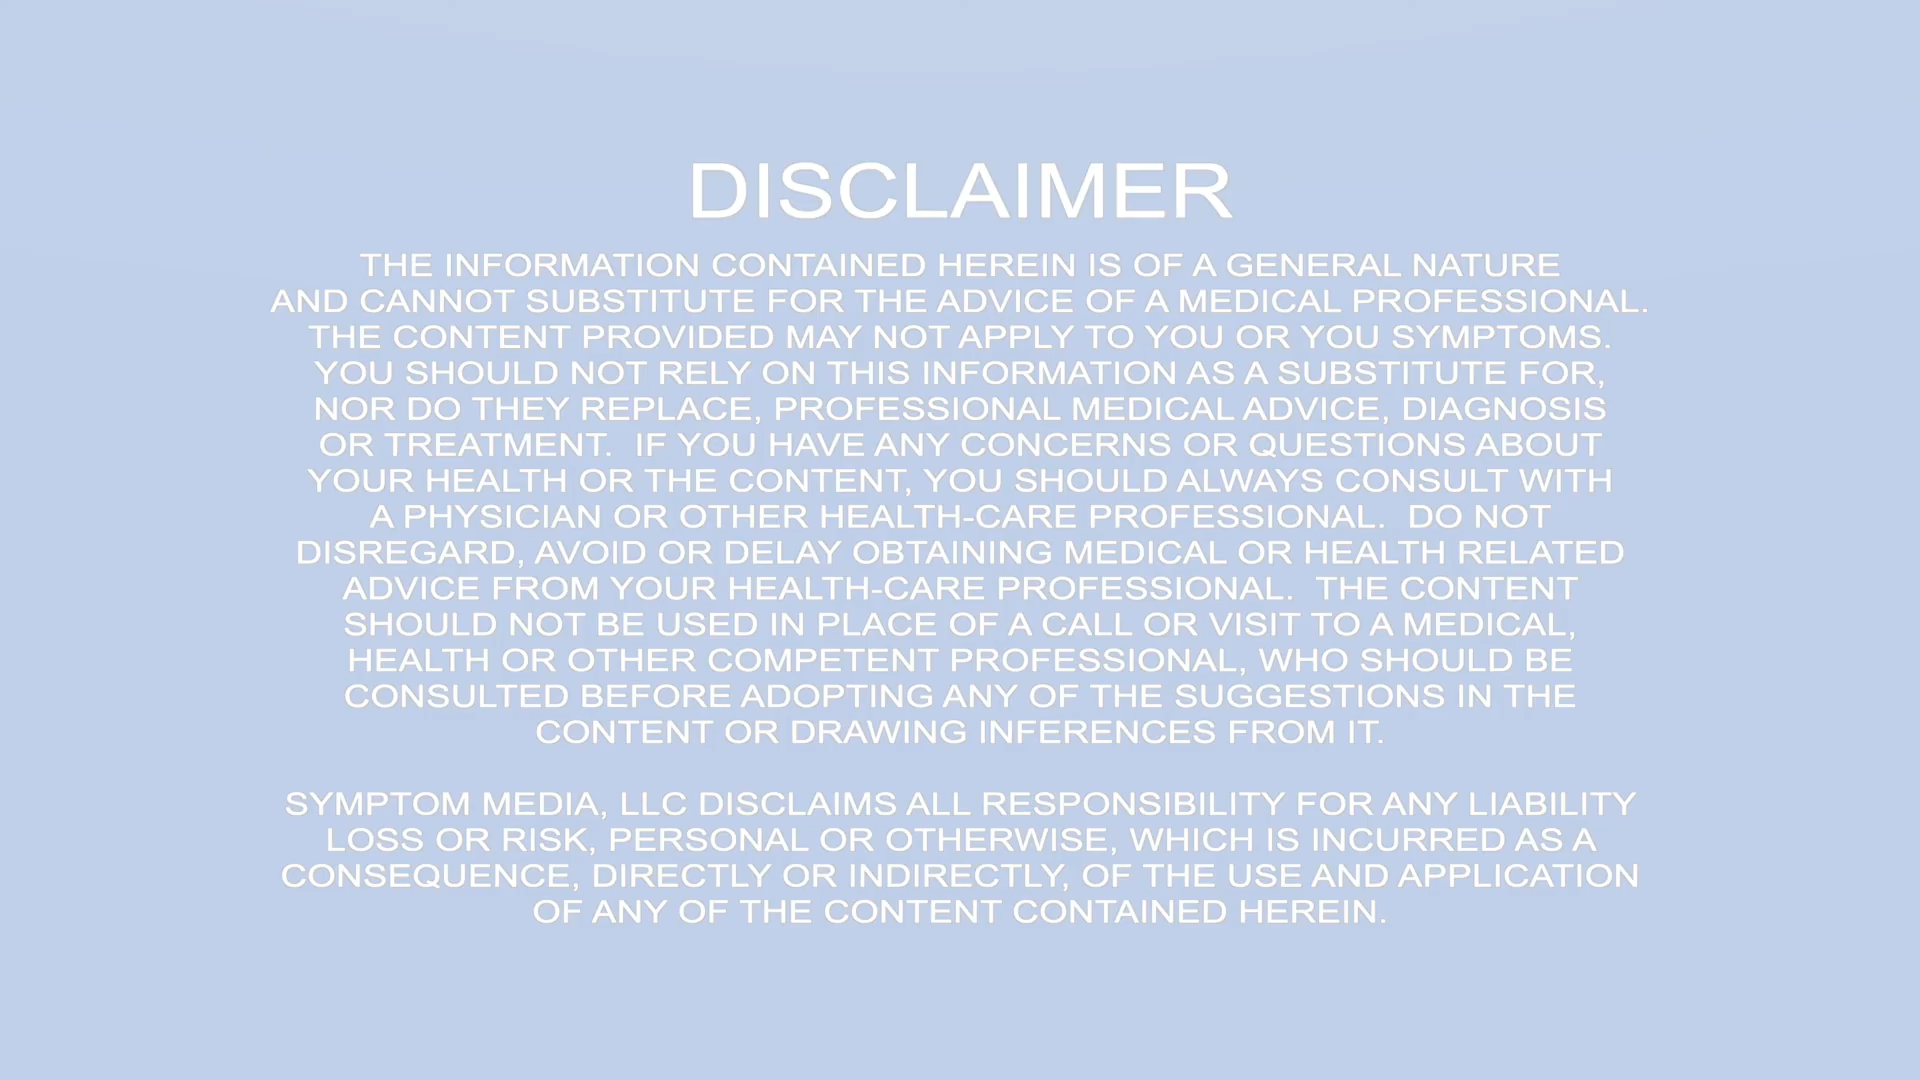 DISCLAIMER
THE INFORMATION CONTAINED HEREIN IS OF A GENERAL NATURE
AND CANNOT SUBSTITUTE FOR THE ADVICE OF A MEDICAL PROFESSIONAL.
THE CONTENT PROVIDED MAY NOT APPLY TO YOU OR YOU SYMPTOMS.
YOU SHOULD NOT RELY ON THIS INFORMATION AS A SUBSTITUTE FOR,
NOR DO THEY REPLACE, PROFESSIONAL MEDICAL ADVICE, DIAGNOSIS
OR TREATMENT.  IF YOU HAVE ANY CONCERNS OR QUESTIONS ABOUT
YOUR HEALTH OR THE CONTENT, YOU SHOULD ALWAYS CONSULT WITH
A PHYSICIAN OR OTHER HEALTH-CARE PROFESSIONAL.  DO NOT
DISREGARD, AVOID OR DELAY OBTAINING MEDICAL OR HEALTH RELATED
ADVICE FROM YOUR HEALTH-CARE PROFESSIONAL.  THE CONTENT
SHOULD NOT BE USED IN PLACE OF A CALL OR VISIT TO A MEDICAL,
HEALTH OR OTHER COMPETENT PROFESSIONAL, WHO SHOULD BE
CONSULTED BEFORE ADOPTING ANY OF THE SUGGESTIONS IN THE
CONTENT OR DRAWING INFERENCES FROM IT.
SYMPTOM MEDIA, LLC DISCLAIMS ALL RESPONSIBILITY FOR ANY LIABILITY
LOSS OR RISK, PERSONAL OR OTHERWISE, WHICH IS INCURRED AS A
CONSEQUENCE, DIRECTLY OR INDIRECTLY, OF THE USE AND APPLICATION
OF ANY OF THE CONTENT CONTAINED HEREIN.